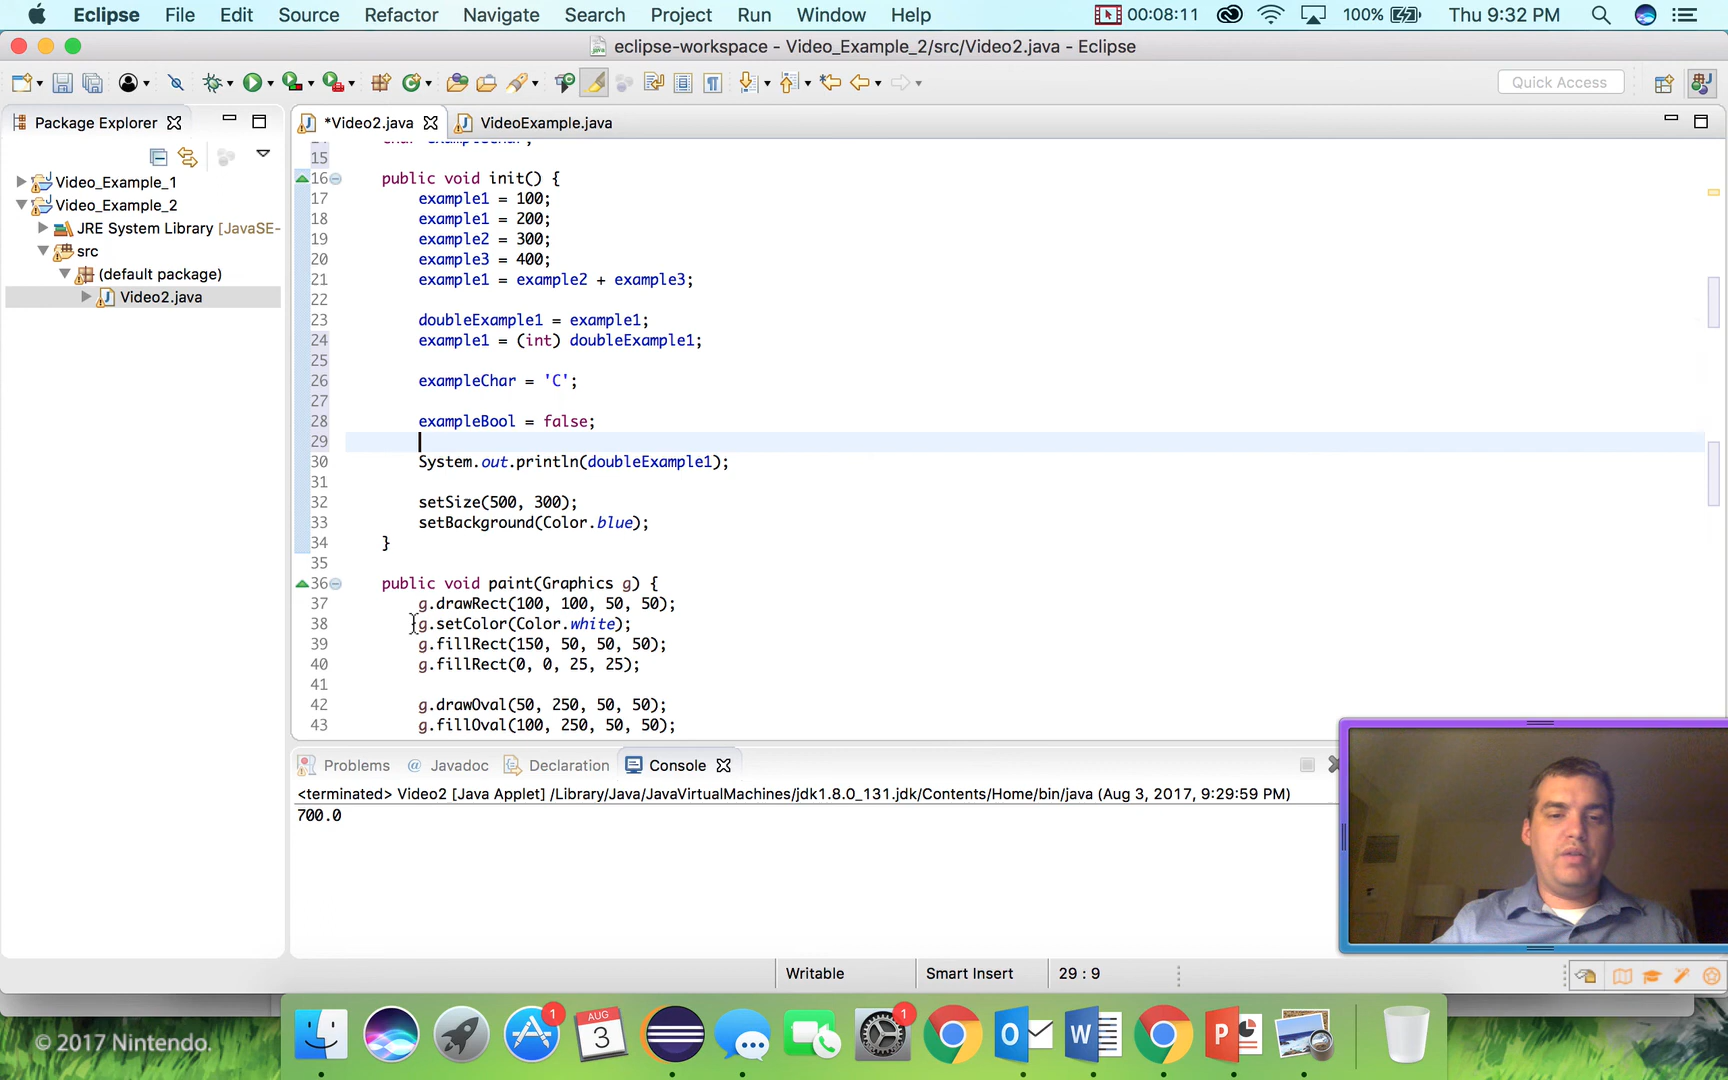 Eclipse File Edit Source Refactor Navigate Search Project Run Window Help 00:08:11 100% Thu 9:32 PM
eclipse-workspace - Video_Example_2/src/Video2.java - Eclipse
Quick Access
Package Explorer
*Video2.java VideoExample.java
Video_Example_1
Video_Example_2
JRE System Library [JavaSE-
src
(default package)
Video2.java
15
16 public void init() {
17 example1 = 100;
18 example1 = 200;
19 example2 = 300;
20 example3 = 400;
21 example1 = example2 + example3;
22
23 doubleExample1 = example1;
24 example1 = (int) doubleExample1;
25
26 exampleChar = 'C';
27
28 exampleBool = false;
29
30 System.out.println(doubleExample1);
31
32 setSize(500, 300);
33 setBackground(Color.blue);
34 }
35
36 public void paint(Graphics g) {
37 g.drawRect(100, 100, 50, 50);
38 g.setColor(Color.white);
39 g.fillRect(150, 50, 50, 50);
40 g.fillRect(0, 0, 25, 25);
41
42 g.drawOval(50, 250, 50, 50);
43 g.fillOval(100, 250, 50, 50);
Problems @ Javadoc Declaration Console
<terminated> Video2 [Java Applet] /Library/Java/JavaVirtualMachines/jdk1.8.0_131.jdk/Contents/Home/bin/java (Aug 3, 2017, 9:29:59 PM)
700.0
Writable Smart Insert 29 : 9
1 AUG 3 1
© 2017 Nintendo.